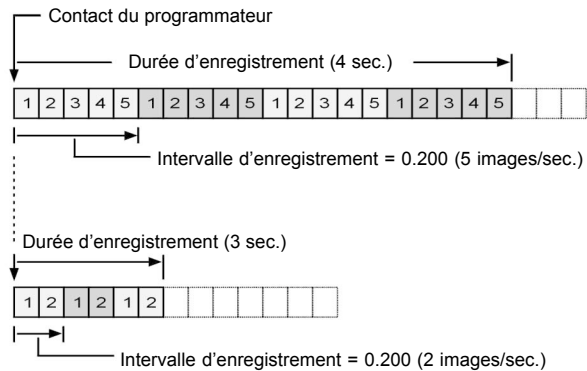 Contact du programmateur
Durée d'enregistrement (4 sec.)
1 2 3 4 5 1 2 3 4 5 1 2 3 4 5 1 2 3 4 5
Intervalle d'enregistrement = 0.200 (5 images/sec.)
Durée d'enregistrement (3 sec.)
1 2 1 2 1 2
Intervalle d'enregistrement = 0.200 (2 images/sec.)